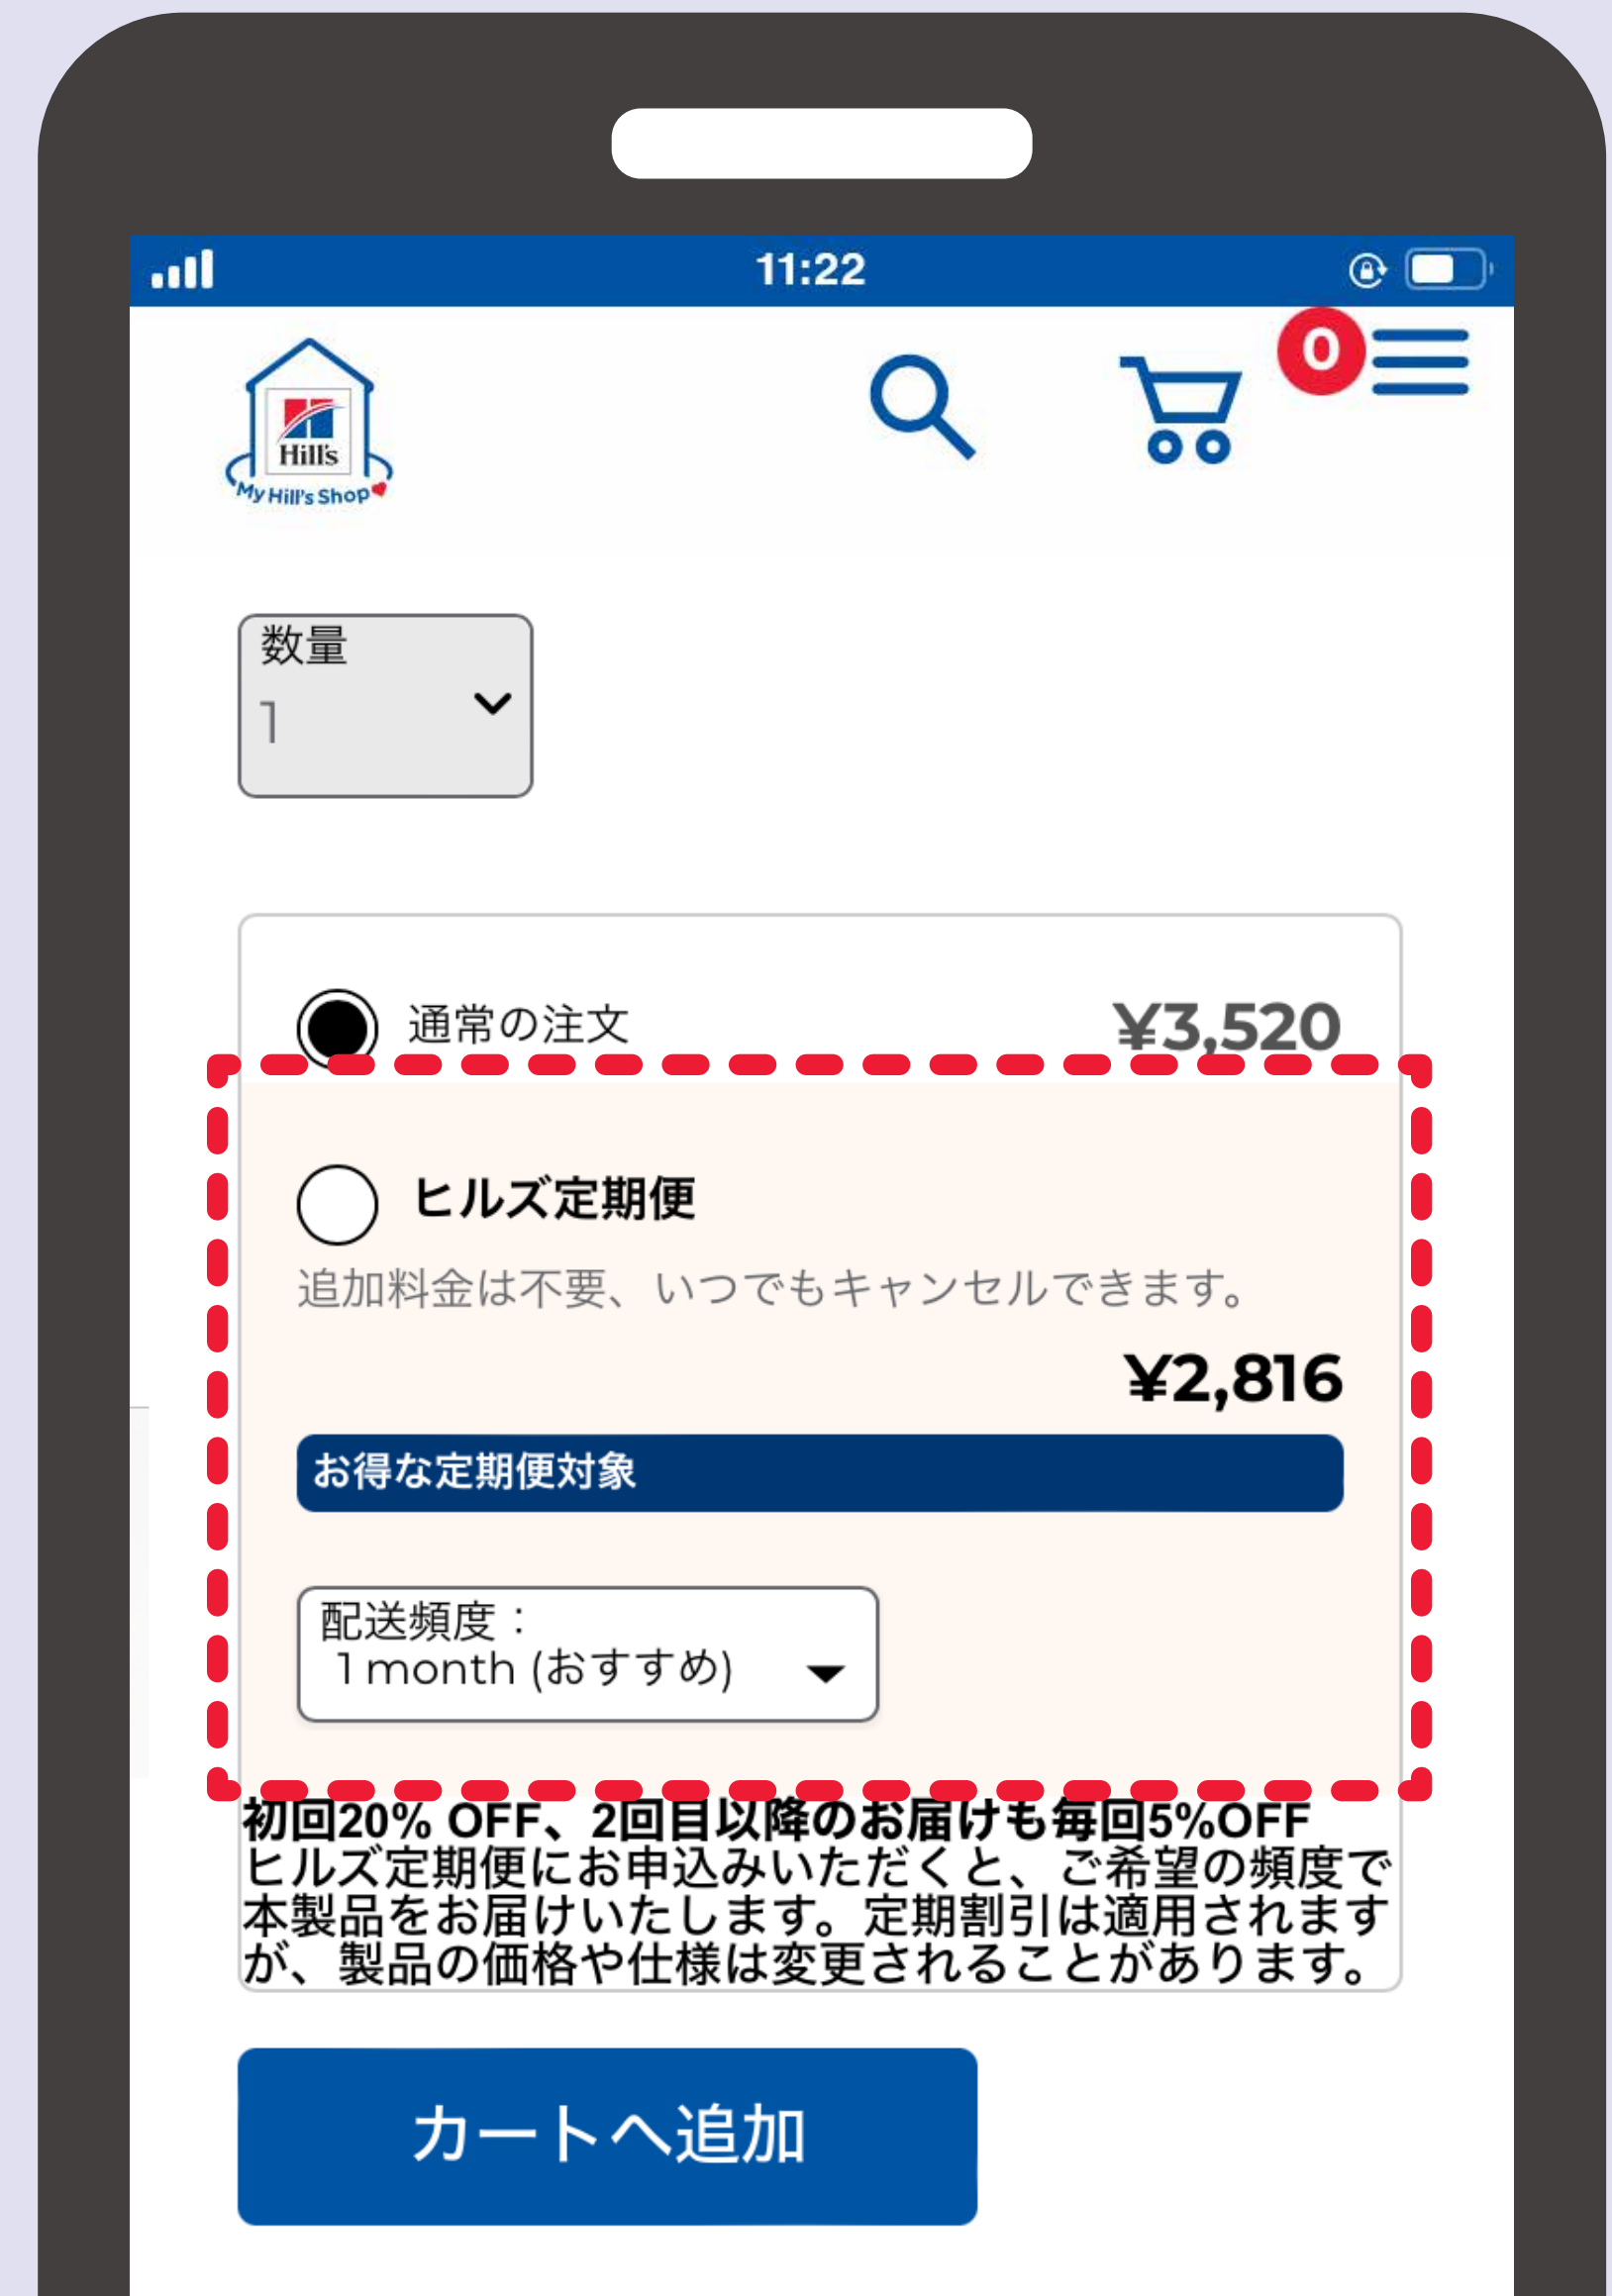 11:22
0
Hill's
My Hill's Shop
数量
1
通常の注文 ¥3,520
ヒルズ定期便
追加料金は不要、いつでもキャンセルできます。
¥2,816
お得な定期便対象
配送頻度：
1 month (おすすめ)
初回20% OFF、2回目以降のお届けも毎回5%OFF
ヒルズ定期便にお申込みいただくと、ご希望の頻度で
本製品をお届けいたします。定期割引は適用されます
が、製品の価格や仕様は変更されることがあります。
カートへ追加